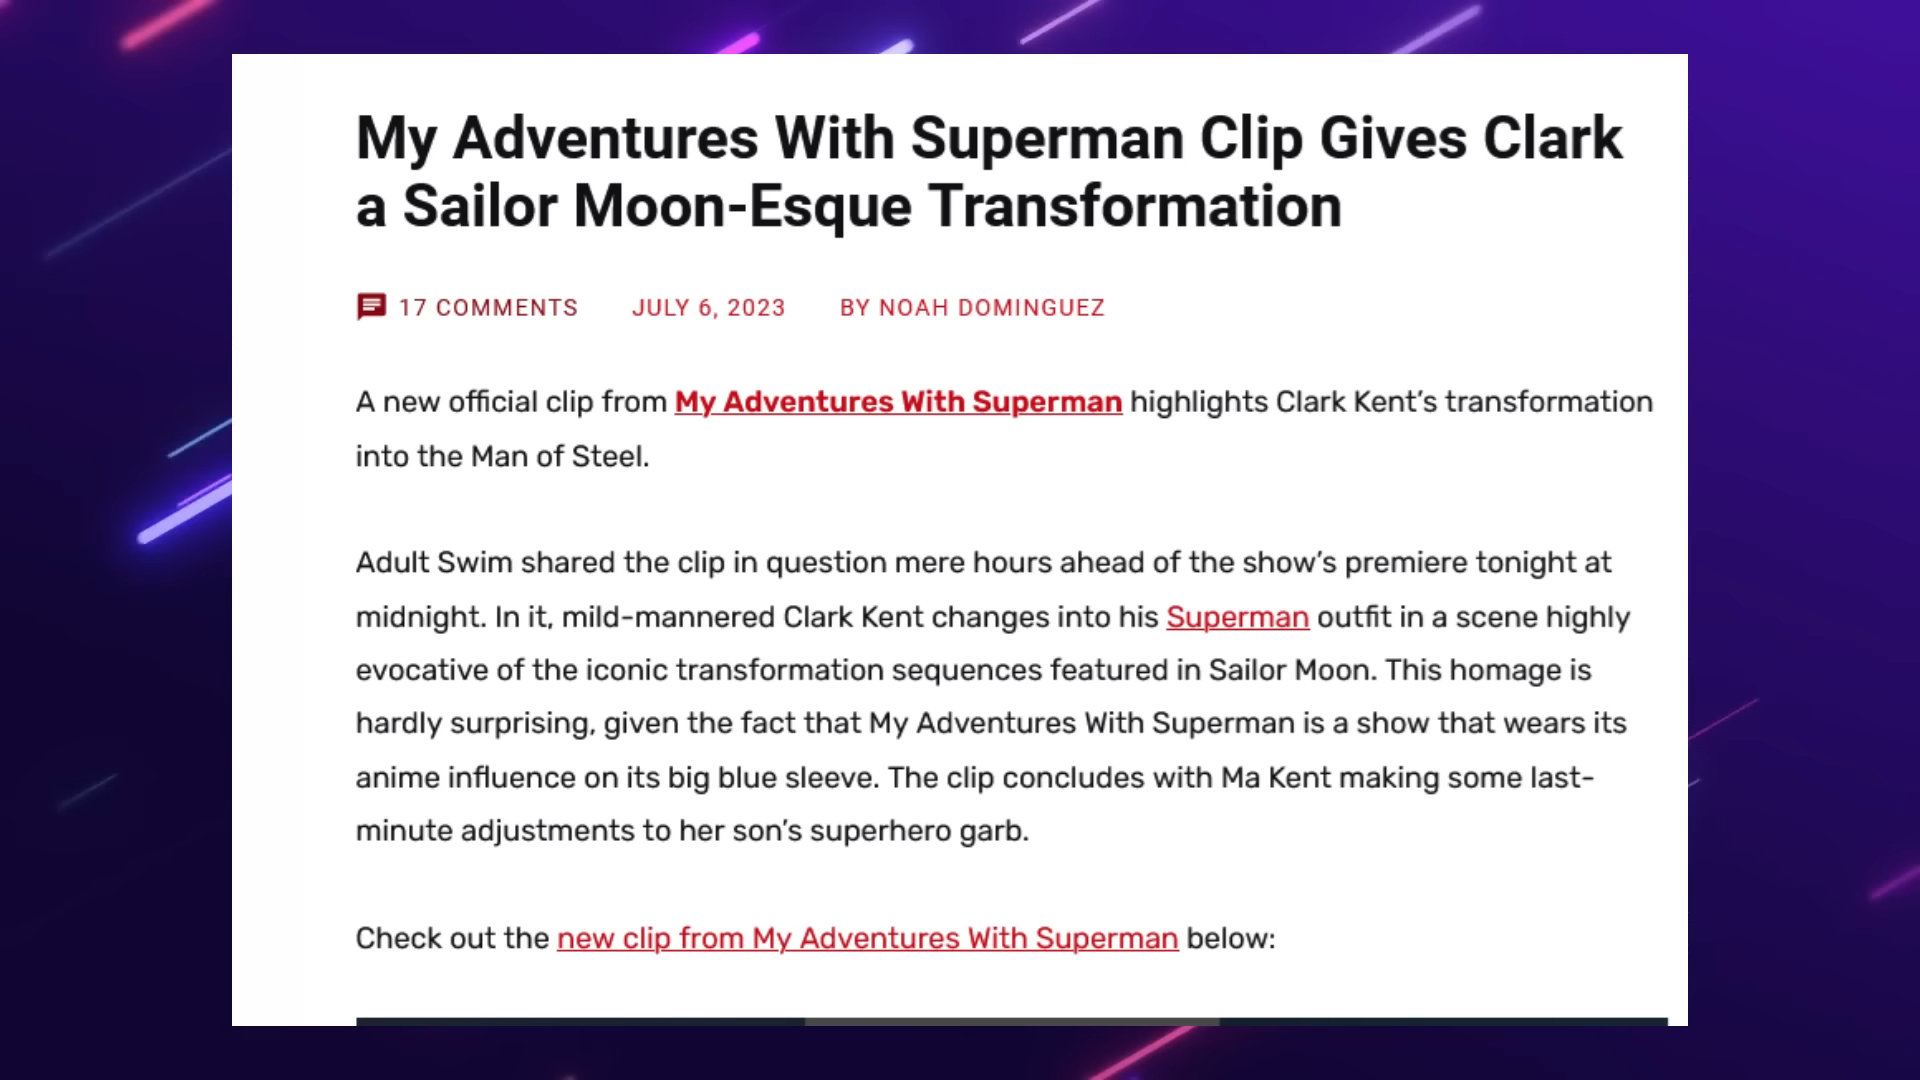 My Adventures With Superman Clip Gives Clark
a Sailor Moon-Esque Transformation
17 COMMENTS JULY 6, 2023 BY NOAH DOMINGUEZ
A new official clip from My Adventures With Superman highlights Clark Kent’s transformation
into the Man of Steel.
Adult Swim shared the clip in question mere hours ahead of the show’s premiere tonight at
midnight. In it, mild-mannered Clark Kent changes into his Superman outfit in a scene highly
evocative of the iconic transformation sequences featured in Sailor Moon. This homage is
hardly surprising, given the fact that My Adventures With Superman is a show that wears its
anime influence on its big blue sleeve. The clip concludes with Ma Kent making some last-
minute adjustments to her son’s superhero garb.
Check out the new clip from My Adventures With Superman below: